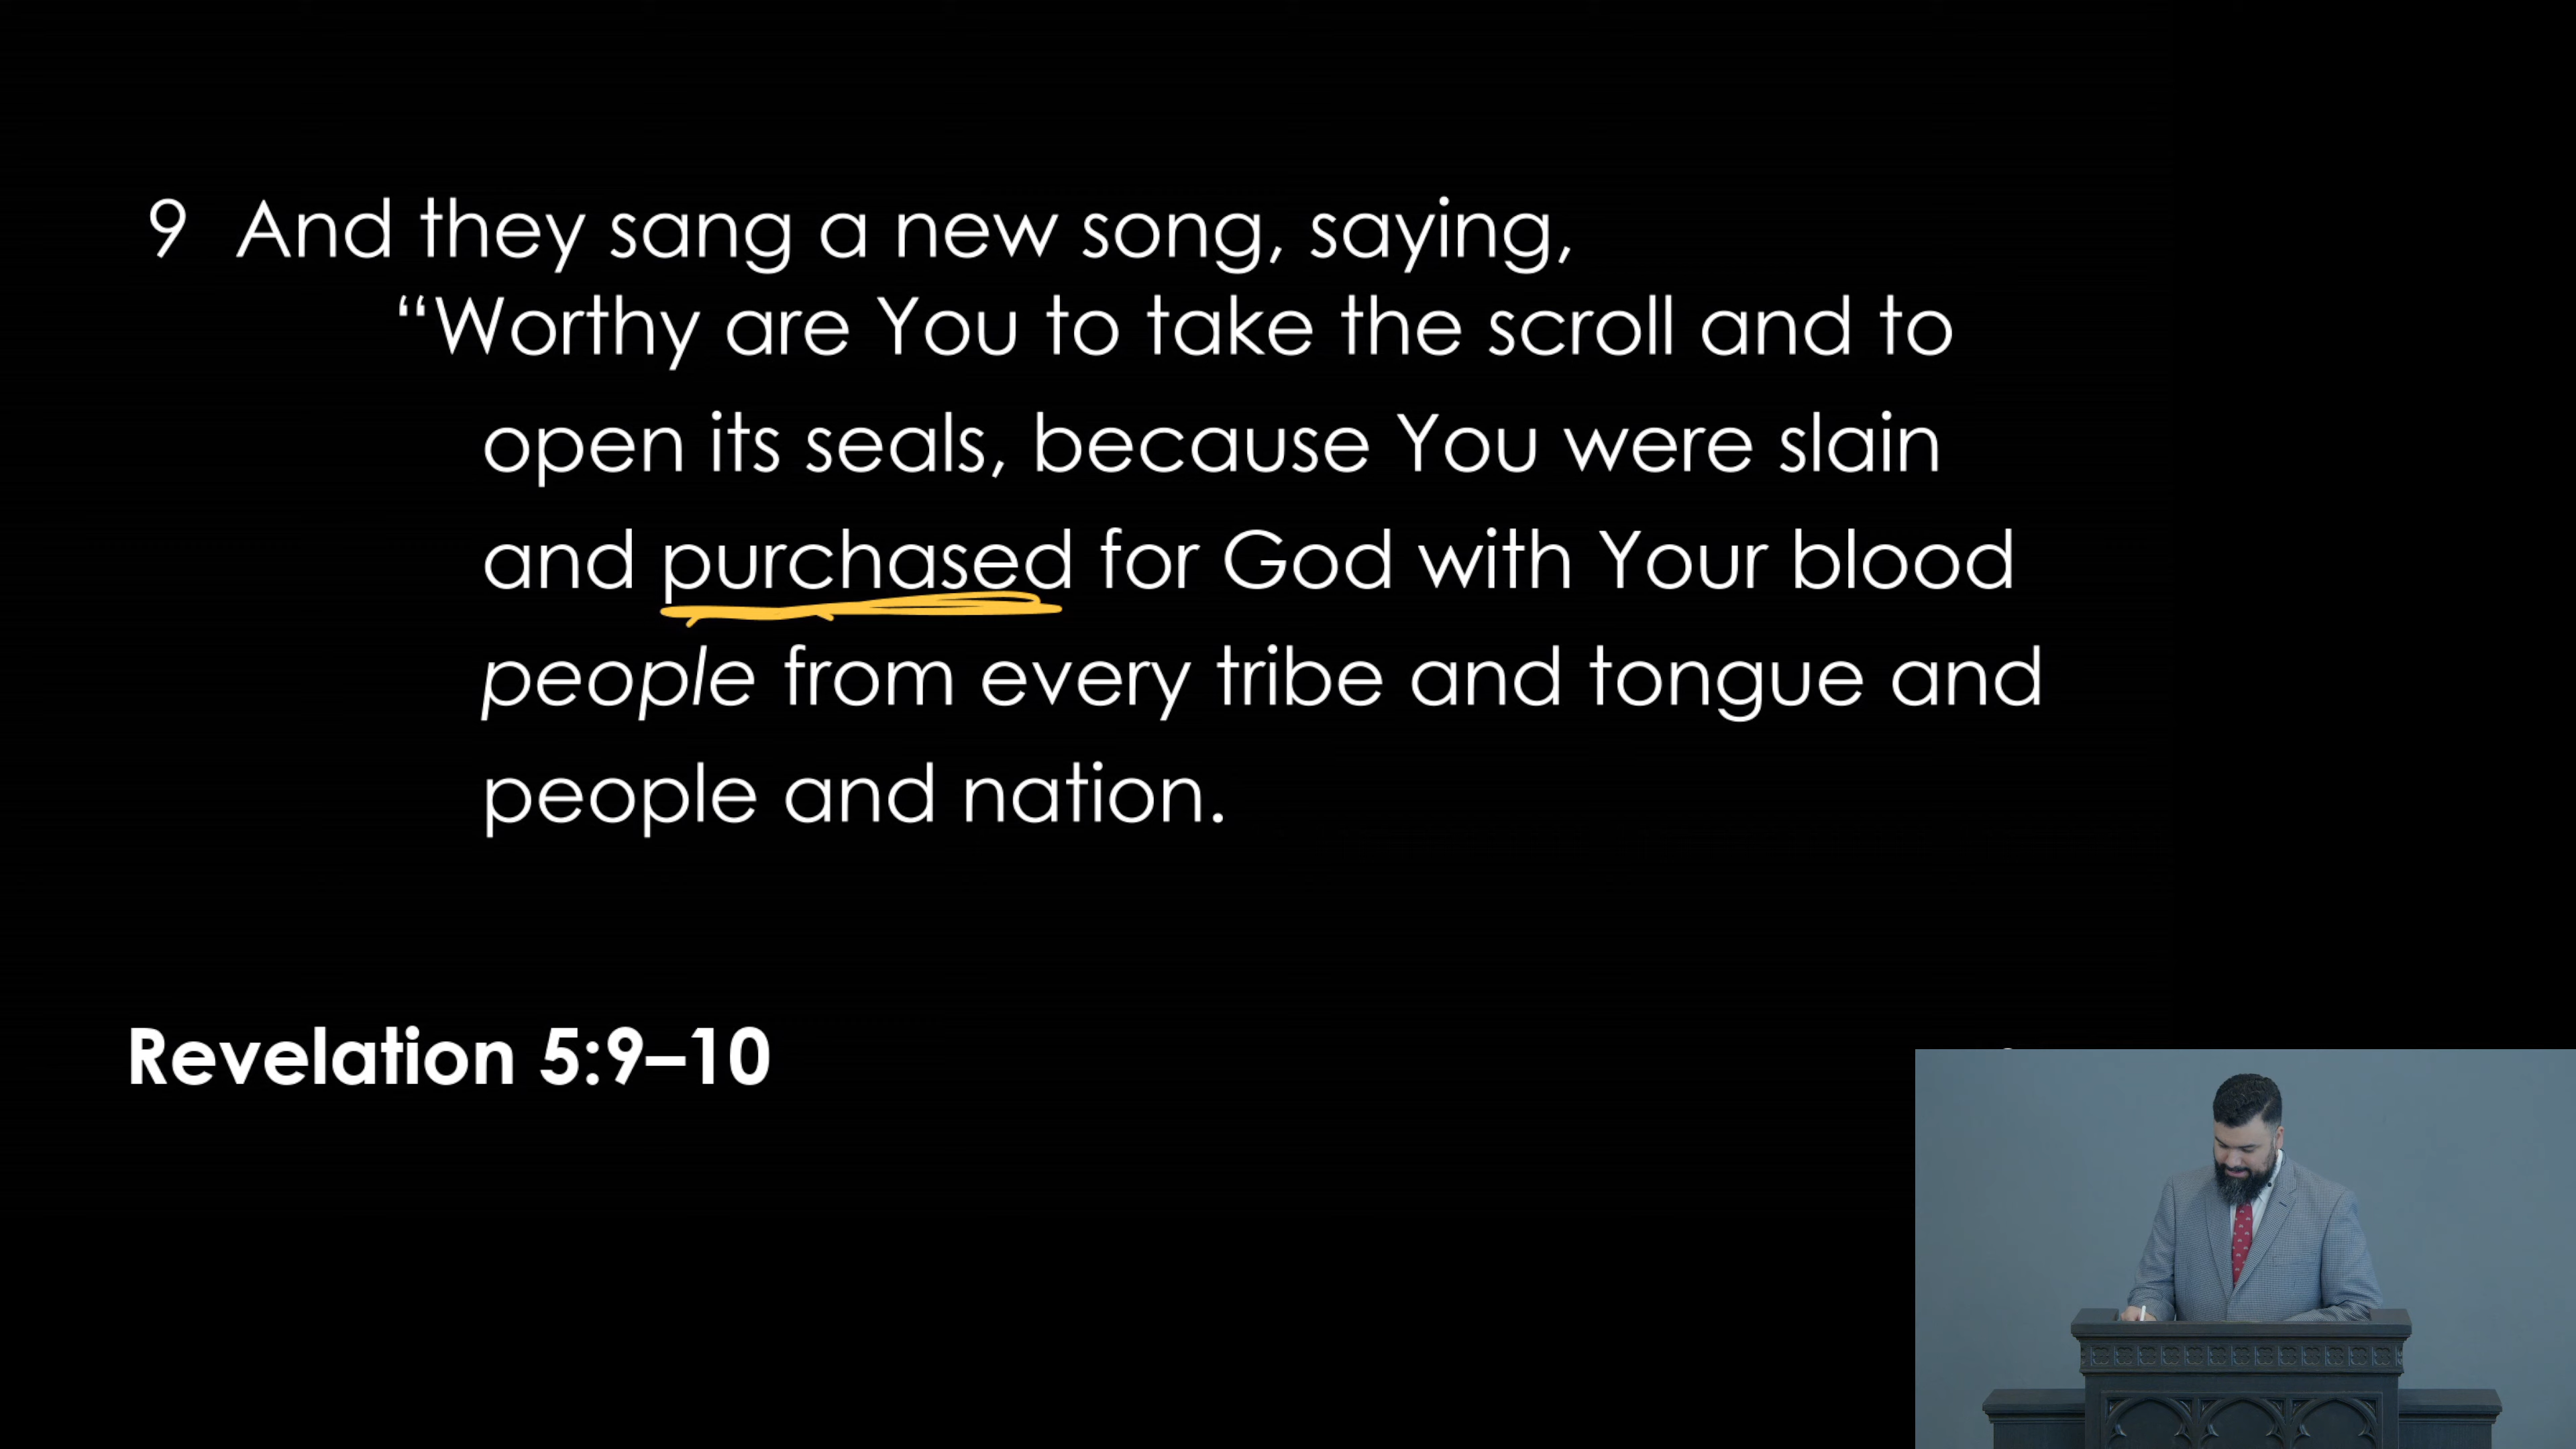 9 And they sang a new song, saying,
“Worthy are You to take the scroll and to
open its seals, because You were slain
and purchased for God with Your blood
people from every tribe and tongue and
people and nation.
Revelation 5:9–10